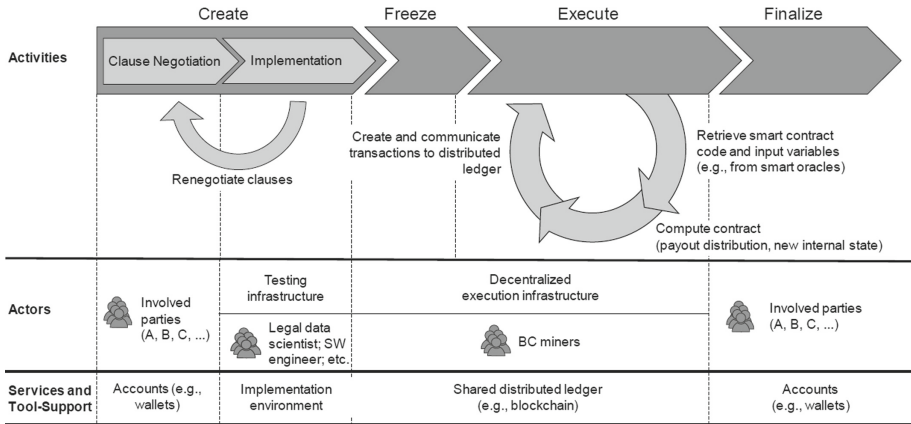 Create
Freeze
Execute
Finalize
Activities
Clause Negotiation
Implementation
Renegotiate clauses
Create and communicate
transactions to distributed
ledger
Retrieve smart contract
code and input variables
(e.g., from smart oracles)
Compute contract
(payout distribution, new internal state)
Actors
Involved
parties
(A, B, C, ...)
Testing
infrastructure
Legal data
scientist; SW
engineer; etc.
Decentralized
execution infrastructure
BC miners
Involved parties
(A, B, C, ...)
Services and
Tool-Support
Accounts (e.g.,
wallets)
Implementation
environment
Shared distributed ledger
(e.g., blockchain)
Accounts
(e.g., wallets)